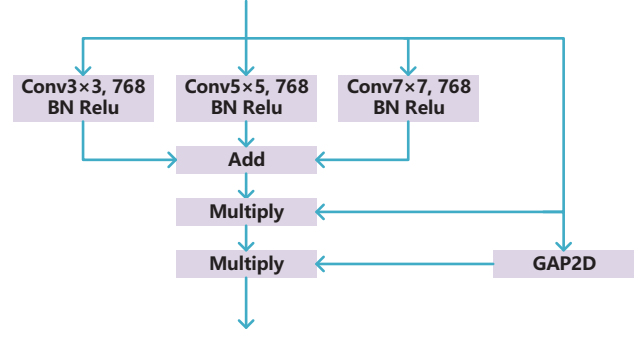 Conv3×3, 768
BN Relu
Conv5×5, 768
BN Relu
Conv7×7, 768
BN Relu
Add
Multiply
Multiply
GAP2D